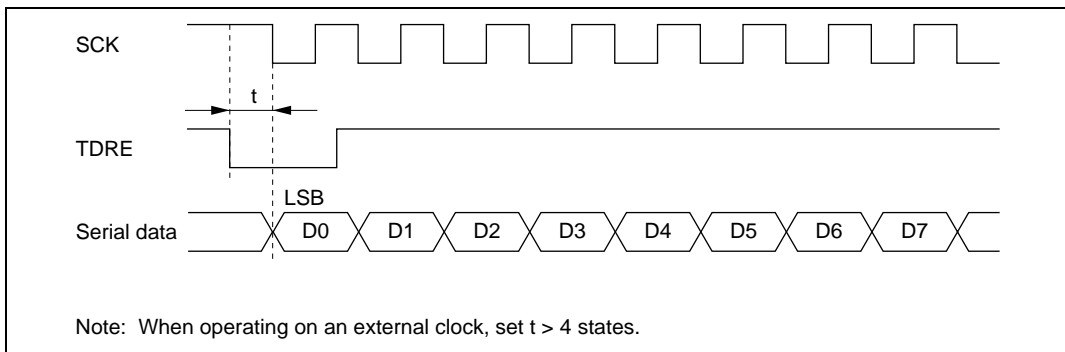 SCK
t
TDRE
LSB
Serial data D0 D1 D2 D3 D4 D5 D6 D7
Note: When operating on an external clock, set t > 4 states.